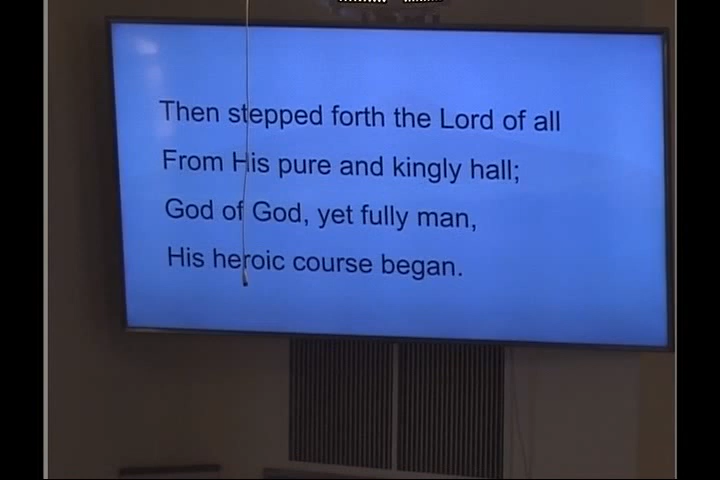 Then stepped forth the Lord of all
From His pure and kingly hall;
God of God, yet fully man,
His heroic course began.